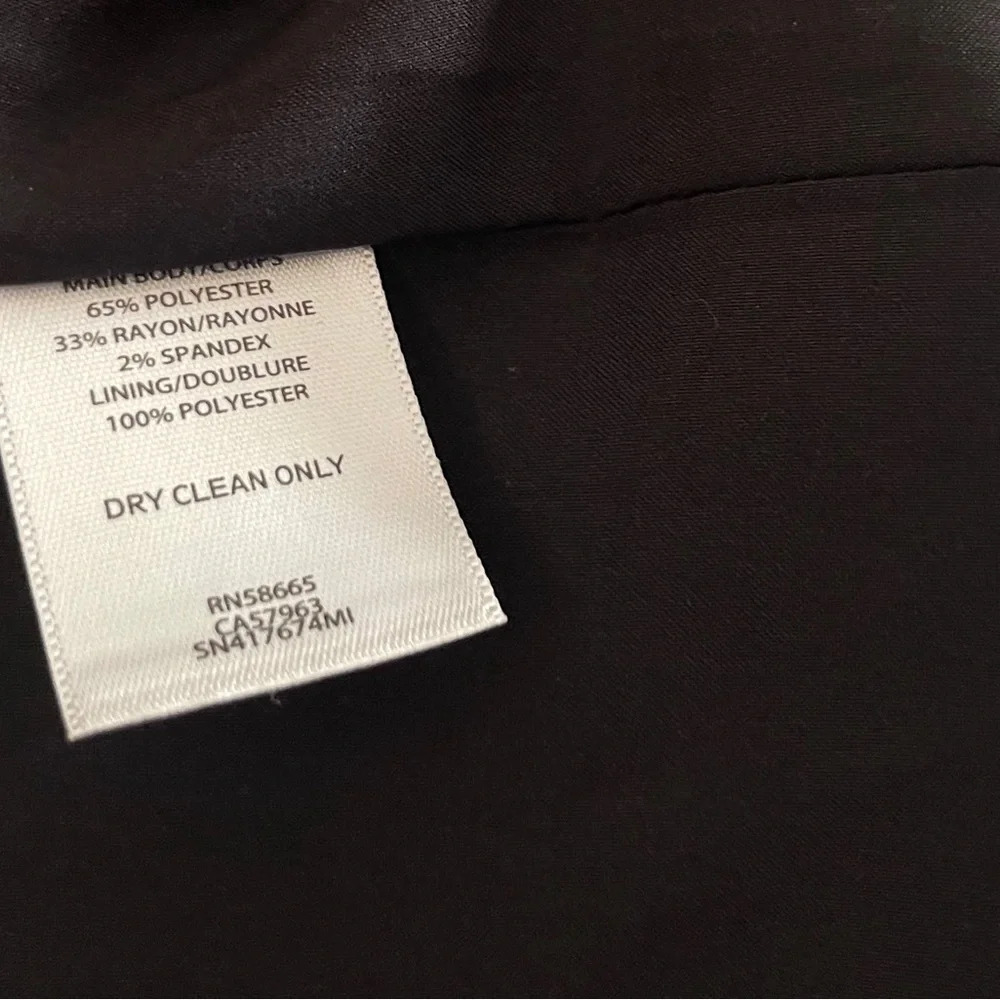 MAIN BODY/CORPS
65% POLYESTER
33% RAYON/RAYONNE
2% SPANDEX
LINING/DOUBLURE
100% POLYESTER
DRY CLEAN ONLY
RN58665
CA57963
SN417674MI